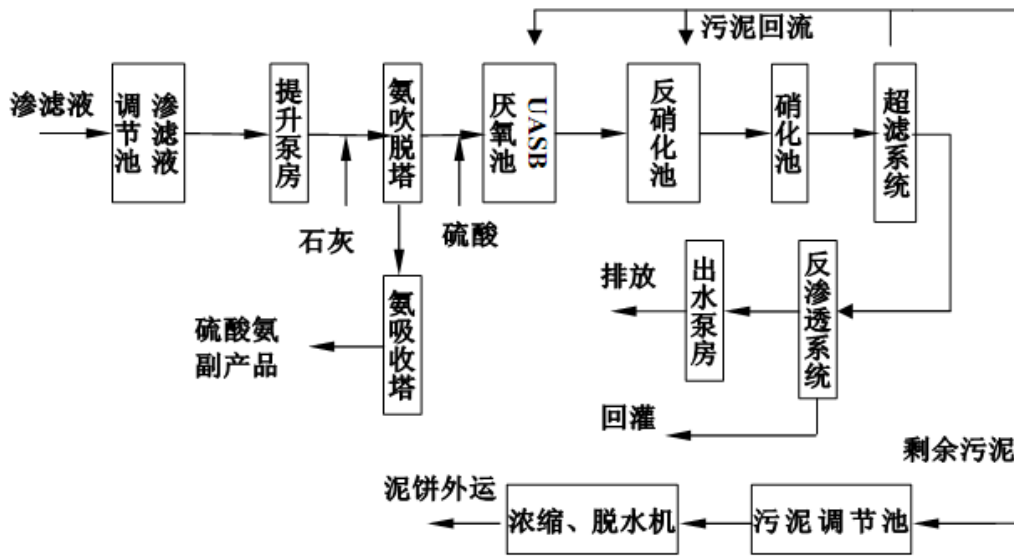 污泥回流
渗滤液
渗滤液
调节池
提升泵房
氨吹脱塔
UASB
厌氧池
反硝化池
硝化池
超滤系统
石灰
硫酸
排放
出水泵房
反渗透系统
氨吸收塔
硫酸氨
副产品
回灌
剩余污泥
泥饼外运
浓缩、脱水机
污泥调节池